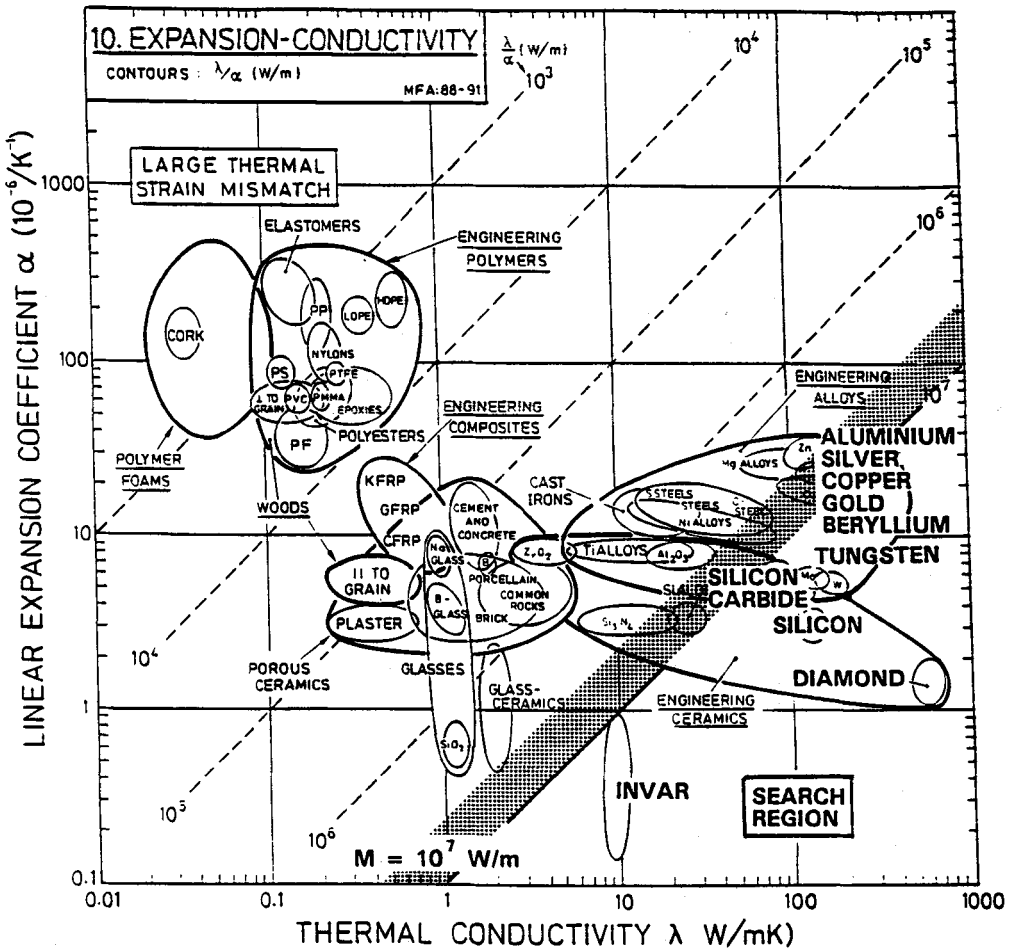 10. EXPANSION-CONDUCTIVITY
CONTOURS : λ/α (W/m)
MFA:88-91
λ/α (W/m)
10³
10⁴
10⁵
10⁶
10⁷
LARGE THERMAL
STRAIN MISMATCH
ELASTOMERS
ENGINEERING
POLYMERS
CORK
PP
LDPE
HDPE
NYLONS
PS
PTFE
⊥ TO
GRAIN
PVC
PMMA
EPOXIES
PF
POLYESTERS
POLYMER
FOAMS
WOODS
ENGINEERING
COMPOSITES
ENGINEERING
ALLOYS
KFRP
GFRP
CFRP
CEMENT
AND
CONCRETE
CAST
IRONS
Mg ALLOYS
Zn
S.STEELS
STEELS
Ni ALLOYS
ALUMINIUM
SILVER,
COPPER
GOLD )
BERYLLIUM
TUNGSTEN
GLASS
ZrO₂
Ti ALLOYS
Al₂O₃
B
PORCELLAIN
COMMON
ROCKS
BRICK
II TO
GRAIN
B-
GLASS
PLASTER
SILICON
CARBIDE
Mo
W
Si₃N₄
SILICON
POROUS
CERAMICS
GLASSES
GLASS-
CERAMICS
ENGINEERING
CERAMICS
DIAMOND
SiO₂
INVAR
SEARCH
REGION
10⁴
10⁵
10⁶
M = 10⁷ W/m
LINEAR EXPANSION COEFFICIENT α (10⁻⁶/K⁻¹)
1000
100
10
1
0.1
0.01
0.1
1
10
100
1000
THERMAL CONDUCTIVITY λ W/mK)